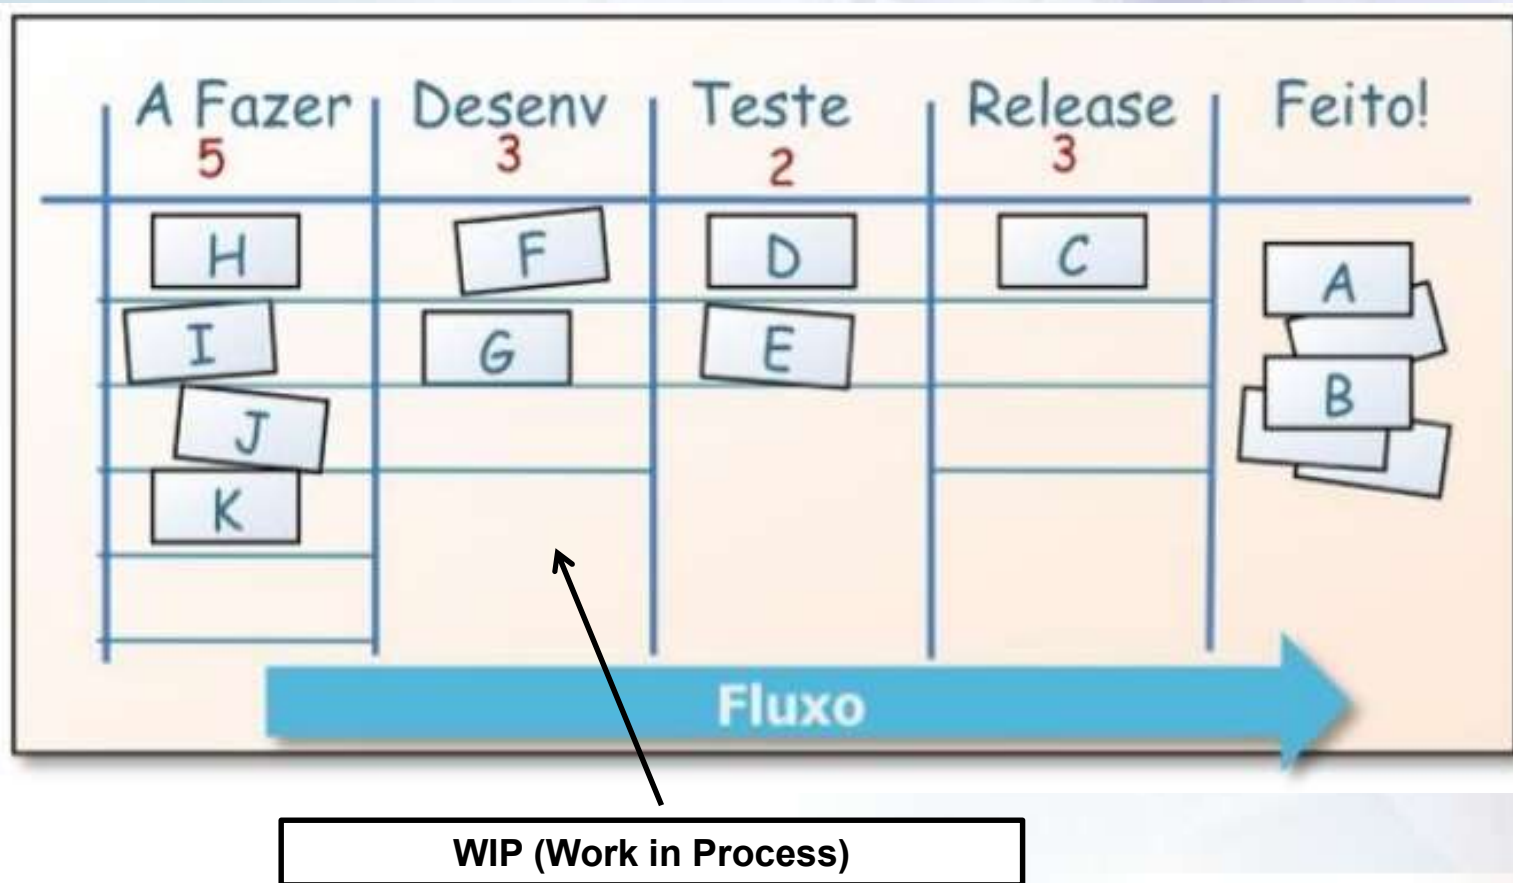 A Fazer Desenv Teste Release Feito!
5 3 2 3
H F D C A
I G E
J B
K
Fluxo
WIP (Work in Process)